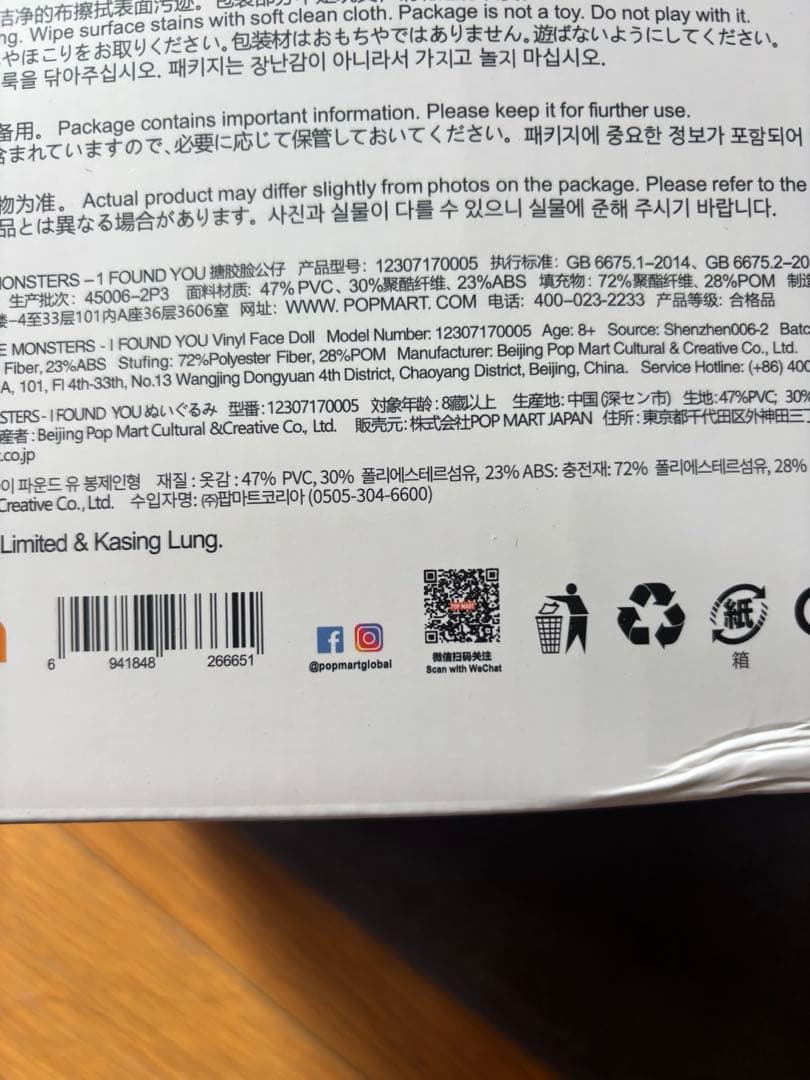 洁净的布擦拭表面污迹。包装部分不是玩具
ng. Wipe surface stains with soft clean cloth. Package is not a toy. Do not play with it.
やほこりをお取りください。包装材はおもちやではありません。遊ばないようにしてください。
록을 닦아주십시오. 패키지는 장난감이 아니라서 가지고 놀지 마십시오.
备用。 Package contains important information. Please keep it for fiurther use.
含まれていますので、必要に応じて保管しておいてください。 패키지에 중요한 정보가 포함되어
物为准。 Actual product may differ slightly from photos on the package. Please refer to the
品とは異なる場合があります。 사진과 실물이 다를 수 있으니 실물에 준해 주시기 바랍니다.
MONSTERS – 1 FOUND YOU 搪胶脸公仔 产品型号: 12307170005 执行标准: GB 6675.1–2014、GB 6675.2–20
生产批次: 45006–2P3 面料材质: 47% PVC、30%聚酯纤维、23%ABS 填充物: 72%聚酯纤维、28%POM 制造
楼–4至33层101内A座36层3606室 网址: WWW. POPMART. COM 电话: 400–023–2233 产品等级: 合格品
E MONSTERS - I FOUND YOU Vinyl Face Doll Model Number: 12307170005 Age: 8+ Source: Shenzhen006-2 Batc
Fiber, 23%ABS Stufing: 72%Polyester Fiber, 28%POM Manufacturer: Beijing Pop Mart Cultural & Creative Co., Ltd.
A, 101, Fl 4th-33th, No.13 Wangjing Dongyuan 4th District, Chaoyang District, Beijing, China. Service Hotline: (+86) 400
STERS - I FOUND YOU ぬいぐるみ 型番:12307170005 対象年齢:8歳以上 生産地:中国(深セン市) 生地:47%PVC; 30%
産者:Beijing Pop Mart Cultural &Creative Co., Ltd. 販売元:株式会社POP MART JAPAN 住所:東京都千代田区外神田三丁
.co.jp
이 파운드 유 봉제인형 재질 : 옷감 : 47% PVC, 30% 폴리에스테르섬유, 23% ABS: 충전재: 72% 폴리에스테르섬유, 28%
Creative Co., Ltd. 수입자명: ㈜팝마트코리아 (0505-304-6600)
Limited & Kasing Lung.
6 941848 266651
@popmartglobal
POP MART
微信扫码关注
Scan with WeChat
紙
箱